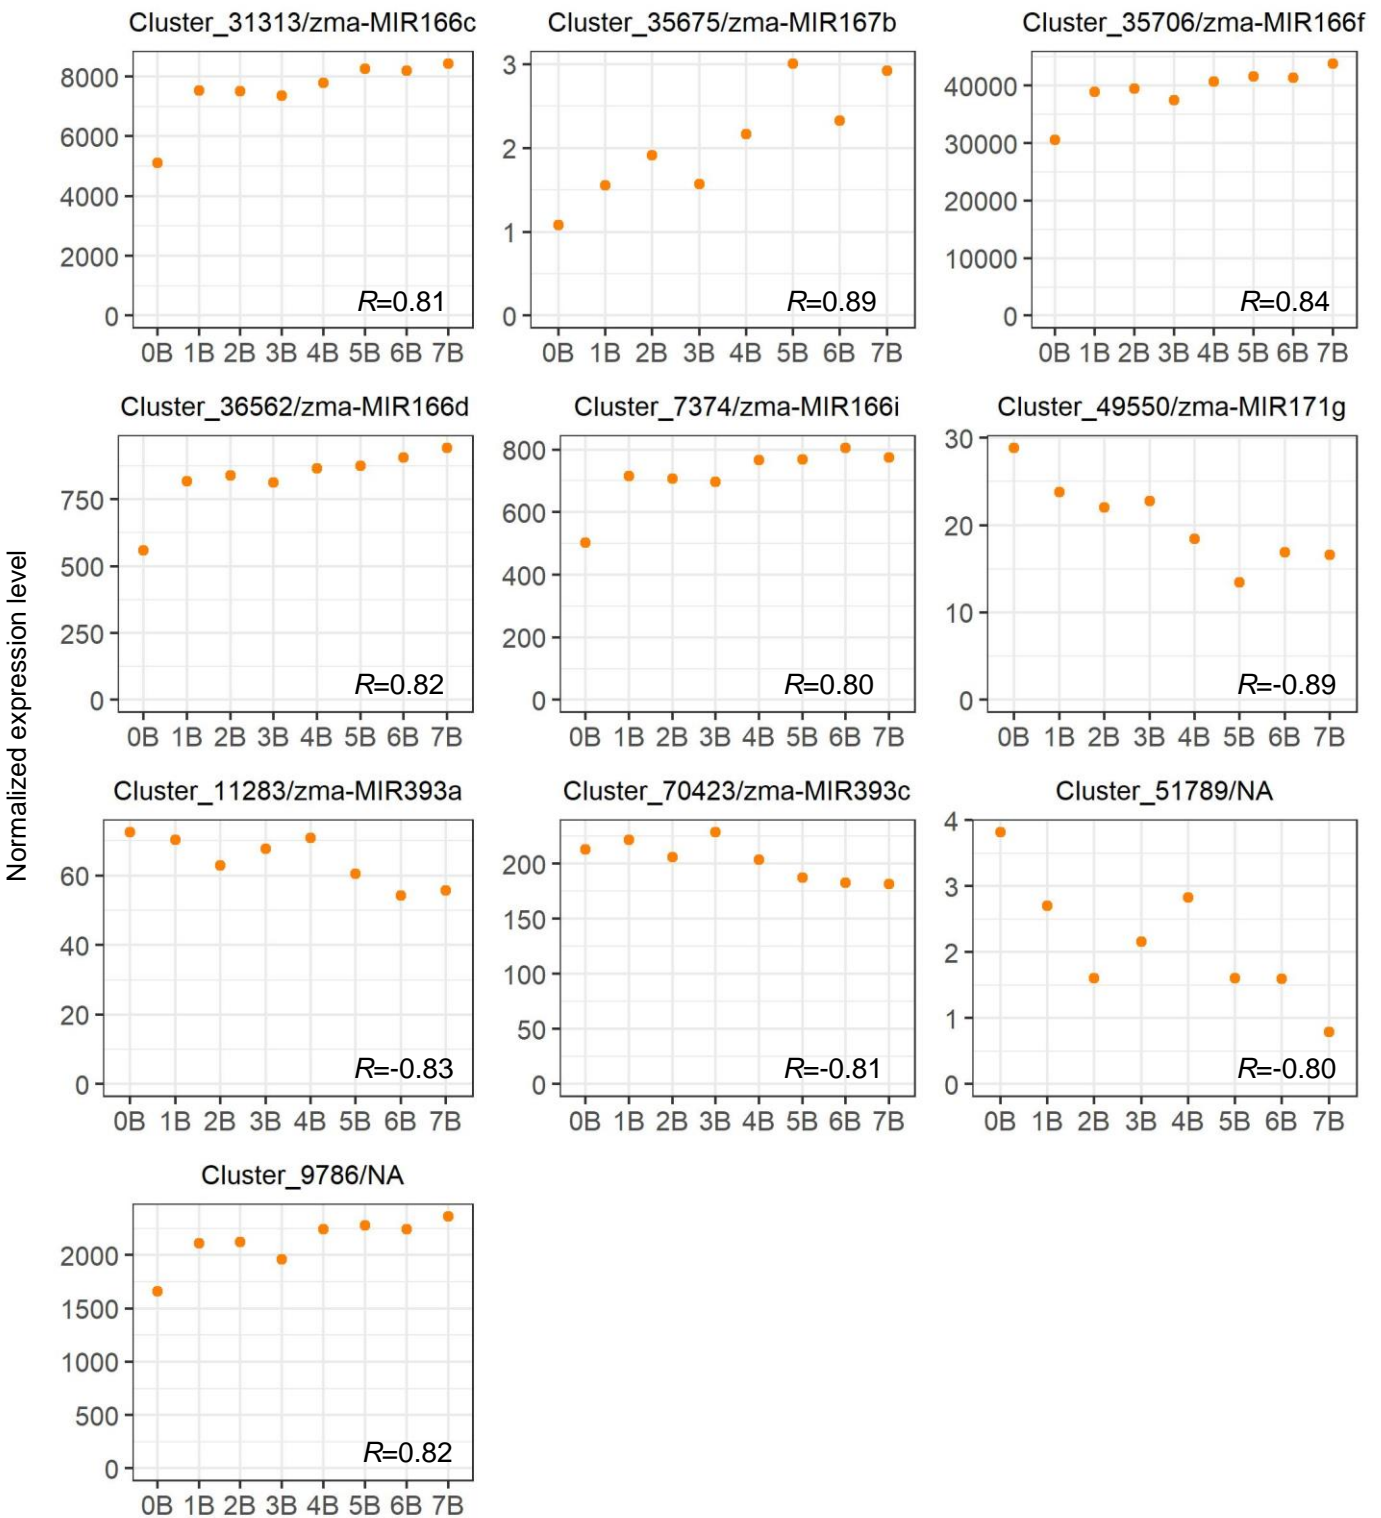 Normalized expression level
Cluster_31313/zma-MIR166c
8000
6000
4000
2000
0
R=0.81
0B 1B 2B 3B 4B 5B 6B 7B
Cluster_35675/zma-MIR167b
3
2
1
0
R=0.89
0B 1B 2B 3B 4B 5B 6B 7B
Cluster_35706/zma-MIR166f
40000
30000
20000
10000
0
R=0.84
0B 1B 2B 3B 4B 5B 6B 7B
Cluster_36562/zma-MIR166d
750
500
250
0
R=0.82
0B 1B 2B 3B 4B 5B 6B 7B
Cluster_7374/zma-MIR166i
800
600
400
200
0
R=0.80
0B 1B 2B 3B 4B 5B 6B 7B
Cluster_49550/zma-MIR171g
30
20
10
0
R=-0.89
0B 1B 2B 3B 4B 5B 6B 7B
Cluster_11283/zma-MIR393a
60
40
20
0
R=-0.83
0B 1B 2B 3B 4B 5B 6B 7B
Cluster_70423/zma-MIR393c
200
150
100
50
0
R=-0.81
0B 1B 2B 3B 4B 5B 6B 7B
Cluster_51789/NA
4
3
2
1
0
R=-0.80
0B 1B 2B 3B 4B 5B 6B 7B
Cluster_9786/NA
2000
1500
1000
500
0
R=0.82
0B 1B 2B 3B 4B 5B 6B 7B